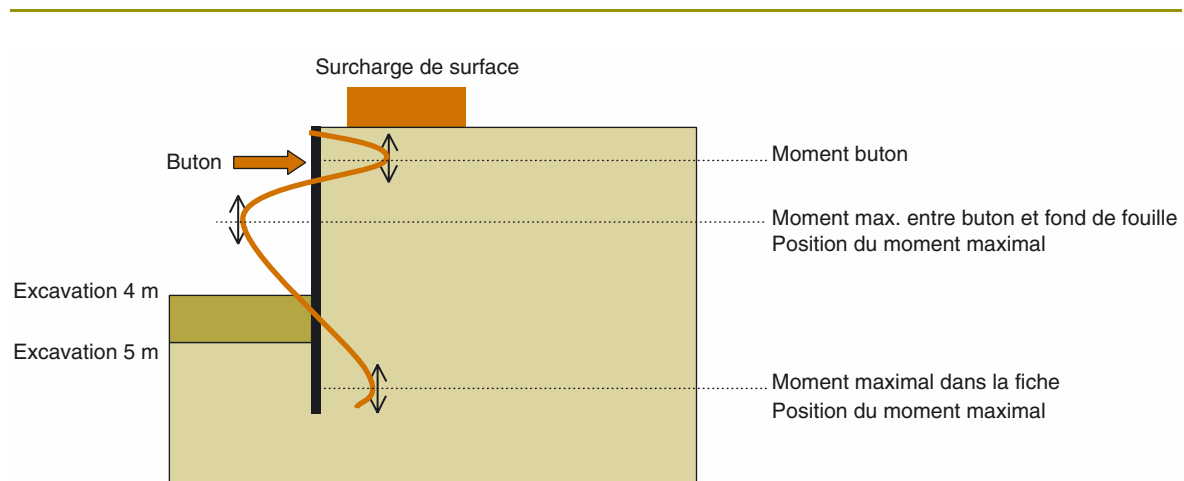 Surcharge de surface
Buton
Moment buton
Moment max. entre buton et fond de fouille
Position du moment maximal
Excavation 4 m
Excavation 5 m
Moment maximal dans la fiche
Position du moment maximal